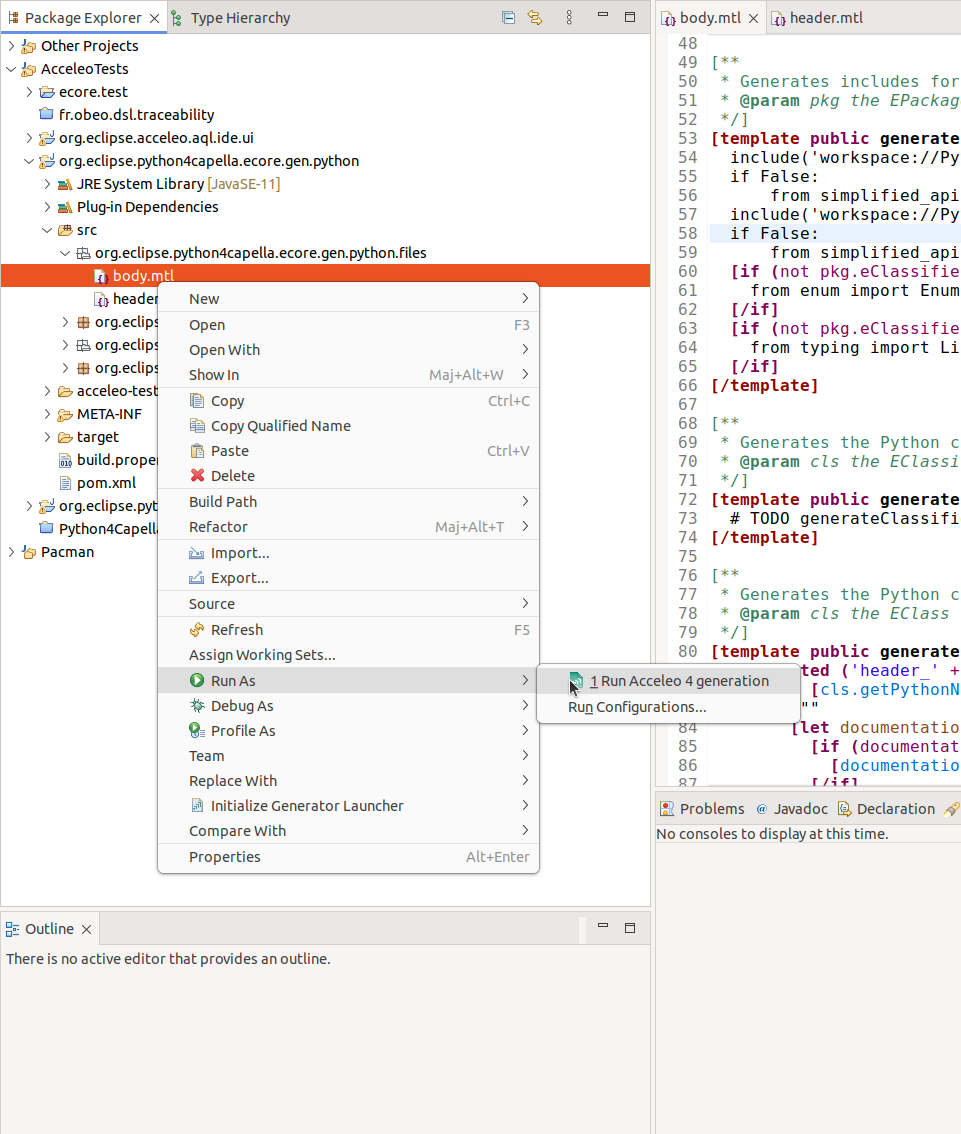 Package Explorer
Type Hierarchy
Other Projects
AcceleoTests
ecore.test
fr.obeo.dsl.traceability
org.eclipse.acceleo.aql.ide.ui
org.eclipse.python4capella.ecore.gen.python
JRE System Library [JavaSE-11]
Plug-in Dependencies
src
org.eclipse.python4capella.ecore.gen.python.files
body.mtl
header
org.eclips
org.eclips
org.eclips
acceleo-test
META-INF
target
build.proper
pom.xml
org.eclipse.pyt
Python4Capella
Pacman
New
Open F3
Open With
Show In Maj+Alt+W
Copy Ctrl+C
Copy Qualified Name
Paste Ctrl+V
Delete
Build Path
Refactor Maj+Alt+T
Import...
Export...
Source
Refresh F5
Assign Working Sets...
Run As
Debug As
Profile As
Team
Replace With
Initialize Generator Launcher
Compare With
Properties Alt+Enter
1 Run Acceleo 4 generation
Run Configurations...
Outline
There is no active editor that provides an outline.
body.mtl
header.mtl
48
49 [**
50 * Generates includes for
51 * @param pkg the EPackag
52 */]
53 [template public generate
54 include('workspace://Py
55 if False:
56 from simplified_api
57 include('workspace://Py
58 if False:
59 from simplified_api
60 [if (not pkg.eClassifie
61 from enum import Enum
62 [/if]
63 [if (not pkg.eClassifie
64 from typing import Li
65 [/if]
66 [/template]
67
68 [**
69 * Generates the Python c
70 * @param cls the EClassi
71 */]
72 [template public generate
73 # TODO generateClassifi
74 [/template]
75
76 [**
77 * Generates the Python c
78 * @param cls the EClass
79 */]
80 [template public generate
ted ('header_' +
[cls.getPythonN
""
84 [let documentatio
85 [if (documentat
86 [documentatio
87 [/if]
Problems
@ Javadoc
Declaration
No consoles to display at this time.